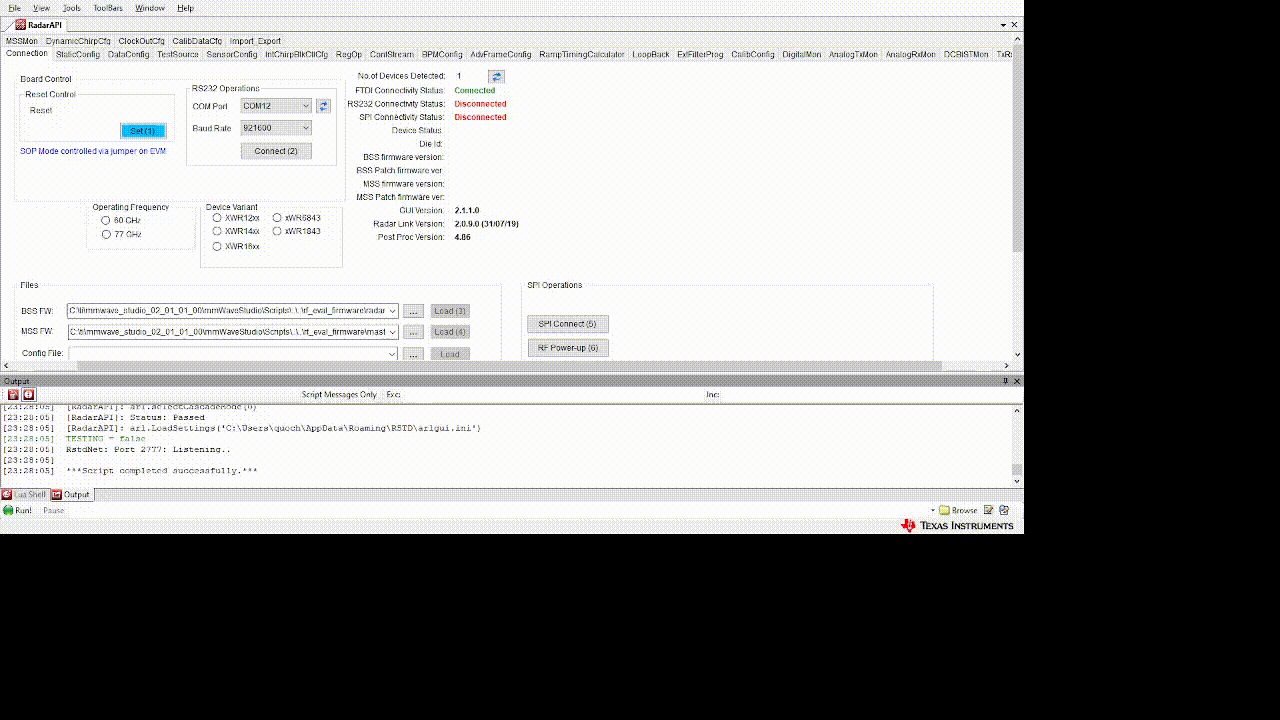 File View Tools ToolBars Window Help
RadarAPI
MSSMon DynamicChirpCfg ClockOutCfg CalibDataCfg Import_Export
Connection StaticConfig DataConfig TestSource SensorConfig IntChirpBlkCtlCfg RegOp ContStream BPMConfig AdvFrameConfig RampTimingCalculator LoopBack ExtFilterProg CalibConfig DigitalMon AnalogTxMon AnalogRxMon DCBISTMon
Board Control
Reset Control
Reset
Set (1)
SOP Mode controlled via jumper on EVM
RS232 Operations
COM Port COM12
Baud Rate 921600
Connect (2)
No.of Devices Detected: 1
FTDI Connectivity Status: Connected
RS232 Connectivity Status: Disconnected
SPI Connectivity Status: Disconnected
Device Status:
Die Id:
BSS firmware version:
BSS Patch firmware ver:
MSS firmware version:
MSS Patch firmware ver:
GUI Version: 2.1.1.0
Radar Link Version: 2.0.9.0 (31/07/19)
Post Proc Version: 4.86
Operating Frequency
60 GHz
77 GHz
Device Variant
XWR12xx xWR6843
XWR14xx xWR1843
XWR16xx
Files
BSS FW: C:\ti\mmwave_studio_02_01_01_00\mmWaveStudio\Scripts\..\..\rf_eval_firmware\radar ... Load (3)
MSS FW: C:\ti\mmwave_studio_02_01_01_00\mmWaveStudio\Scripts\..\..\rf_eval_firmware\mast ... Load (4)
Config File: ... Load
SPI Operations
SPI Connect (5)
RF Power-up (6)
Output
Script Messages Only Exc: Inc:
[23:28:05] [RadarAPI]: ar1.selectCascadeMode(0)
[23:28:05] [RadarAPI]: Status: Passed
[23:28:05] [RadarAPI]: ar1.LoadSettings('C:\Users\quoch\AppData\Roaming\RSTD\ar1gui.ini')
[23:28:05] TESTING = false
[23:28:05] RstdNet: Port 2777: Listening..
[23:28:05]
[23:28:05] ***Script completed successfully.***
Lua Shell Output
Run! Pause Browse
TEXAS INSTRUMENTS